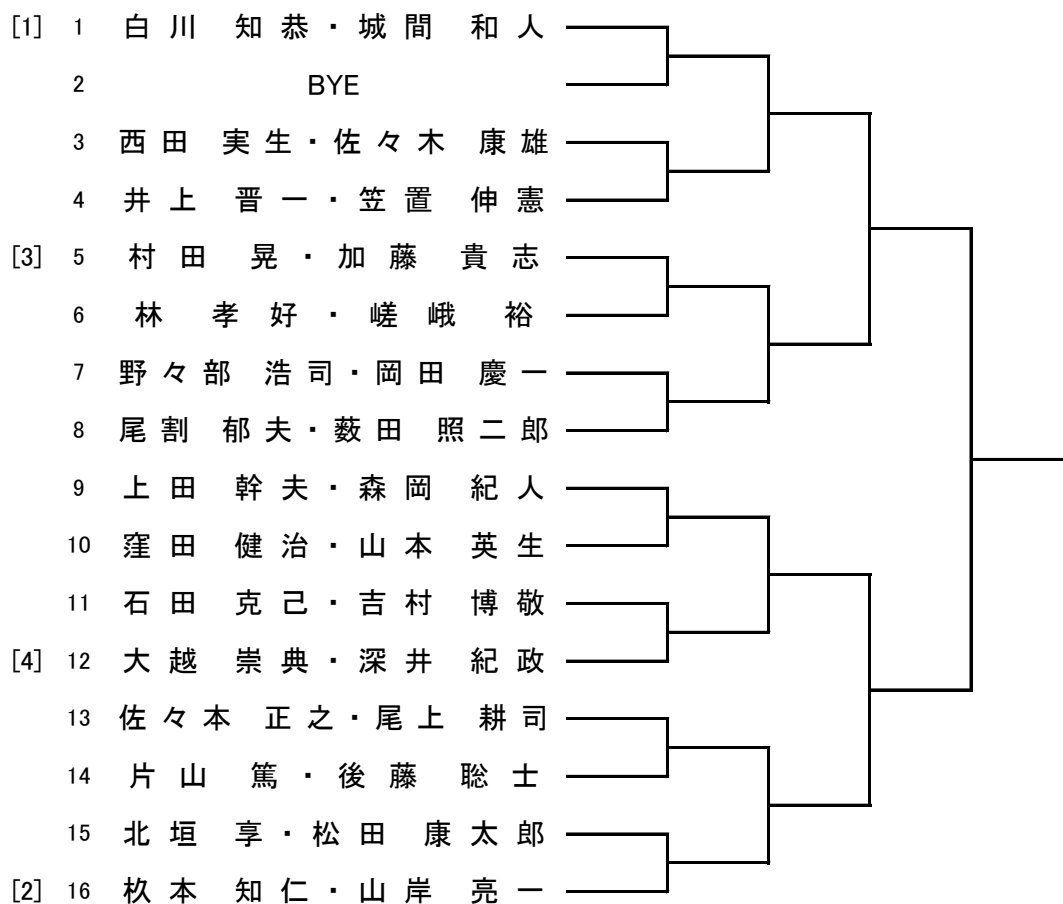 [1] 1 白川 知恭・城間 和人
2 BYE
3 西田 実生・佐々木 康雄
4 井上 晋一・笠置 伸憲
[3] 5 村田 晃・加藤 貴志
6 林 孝好・嵯峨 裕
7 野々部 浩司・岡田 慶一
8 尾割 郁夫・薮田 照二郎
9 上田 幹夫・森岡 紀人
10 窪田 健治・山本 英生
11 石田 克己・吉村 博敬
[4] 12 大越 崇典・深井 紀政
13 佐々本 正之・尾上 耕司
14 片山 篤・後藤 聡士
15 北垣 享・松田 康太郎
[2] 16 杦本 知仁・山岸 亮一